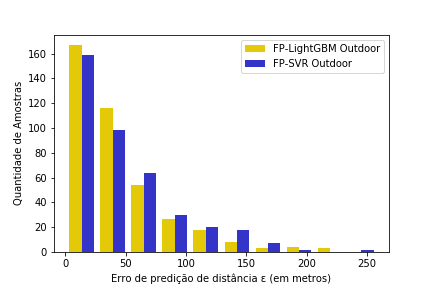 FP-LightGBM Outdoor
FP-SVR Outdoor
Quantidade de Amostras
160
140
120
100
80
60
40
20
0
0 50 100 150 200 250
Erro de predição de distância ε (em metros)